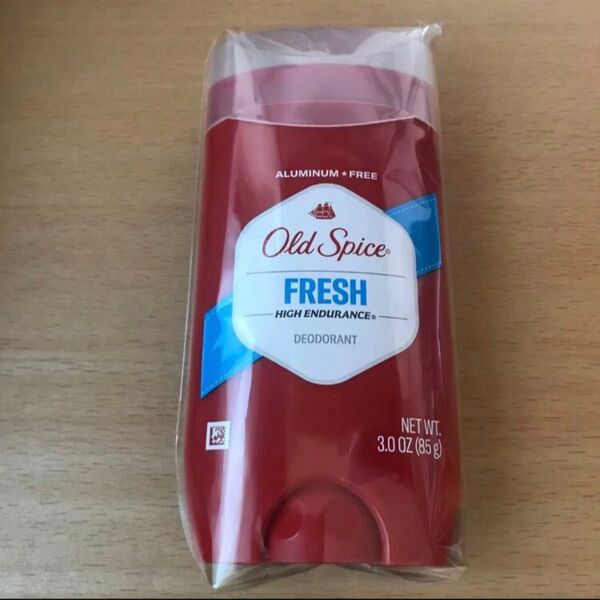 ALUMINUM ★ FREE
Old Spice®
FRESH
HIGH ENDURANCE®
DEODORANT
NET WT.
3.0 OZ (85 g)